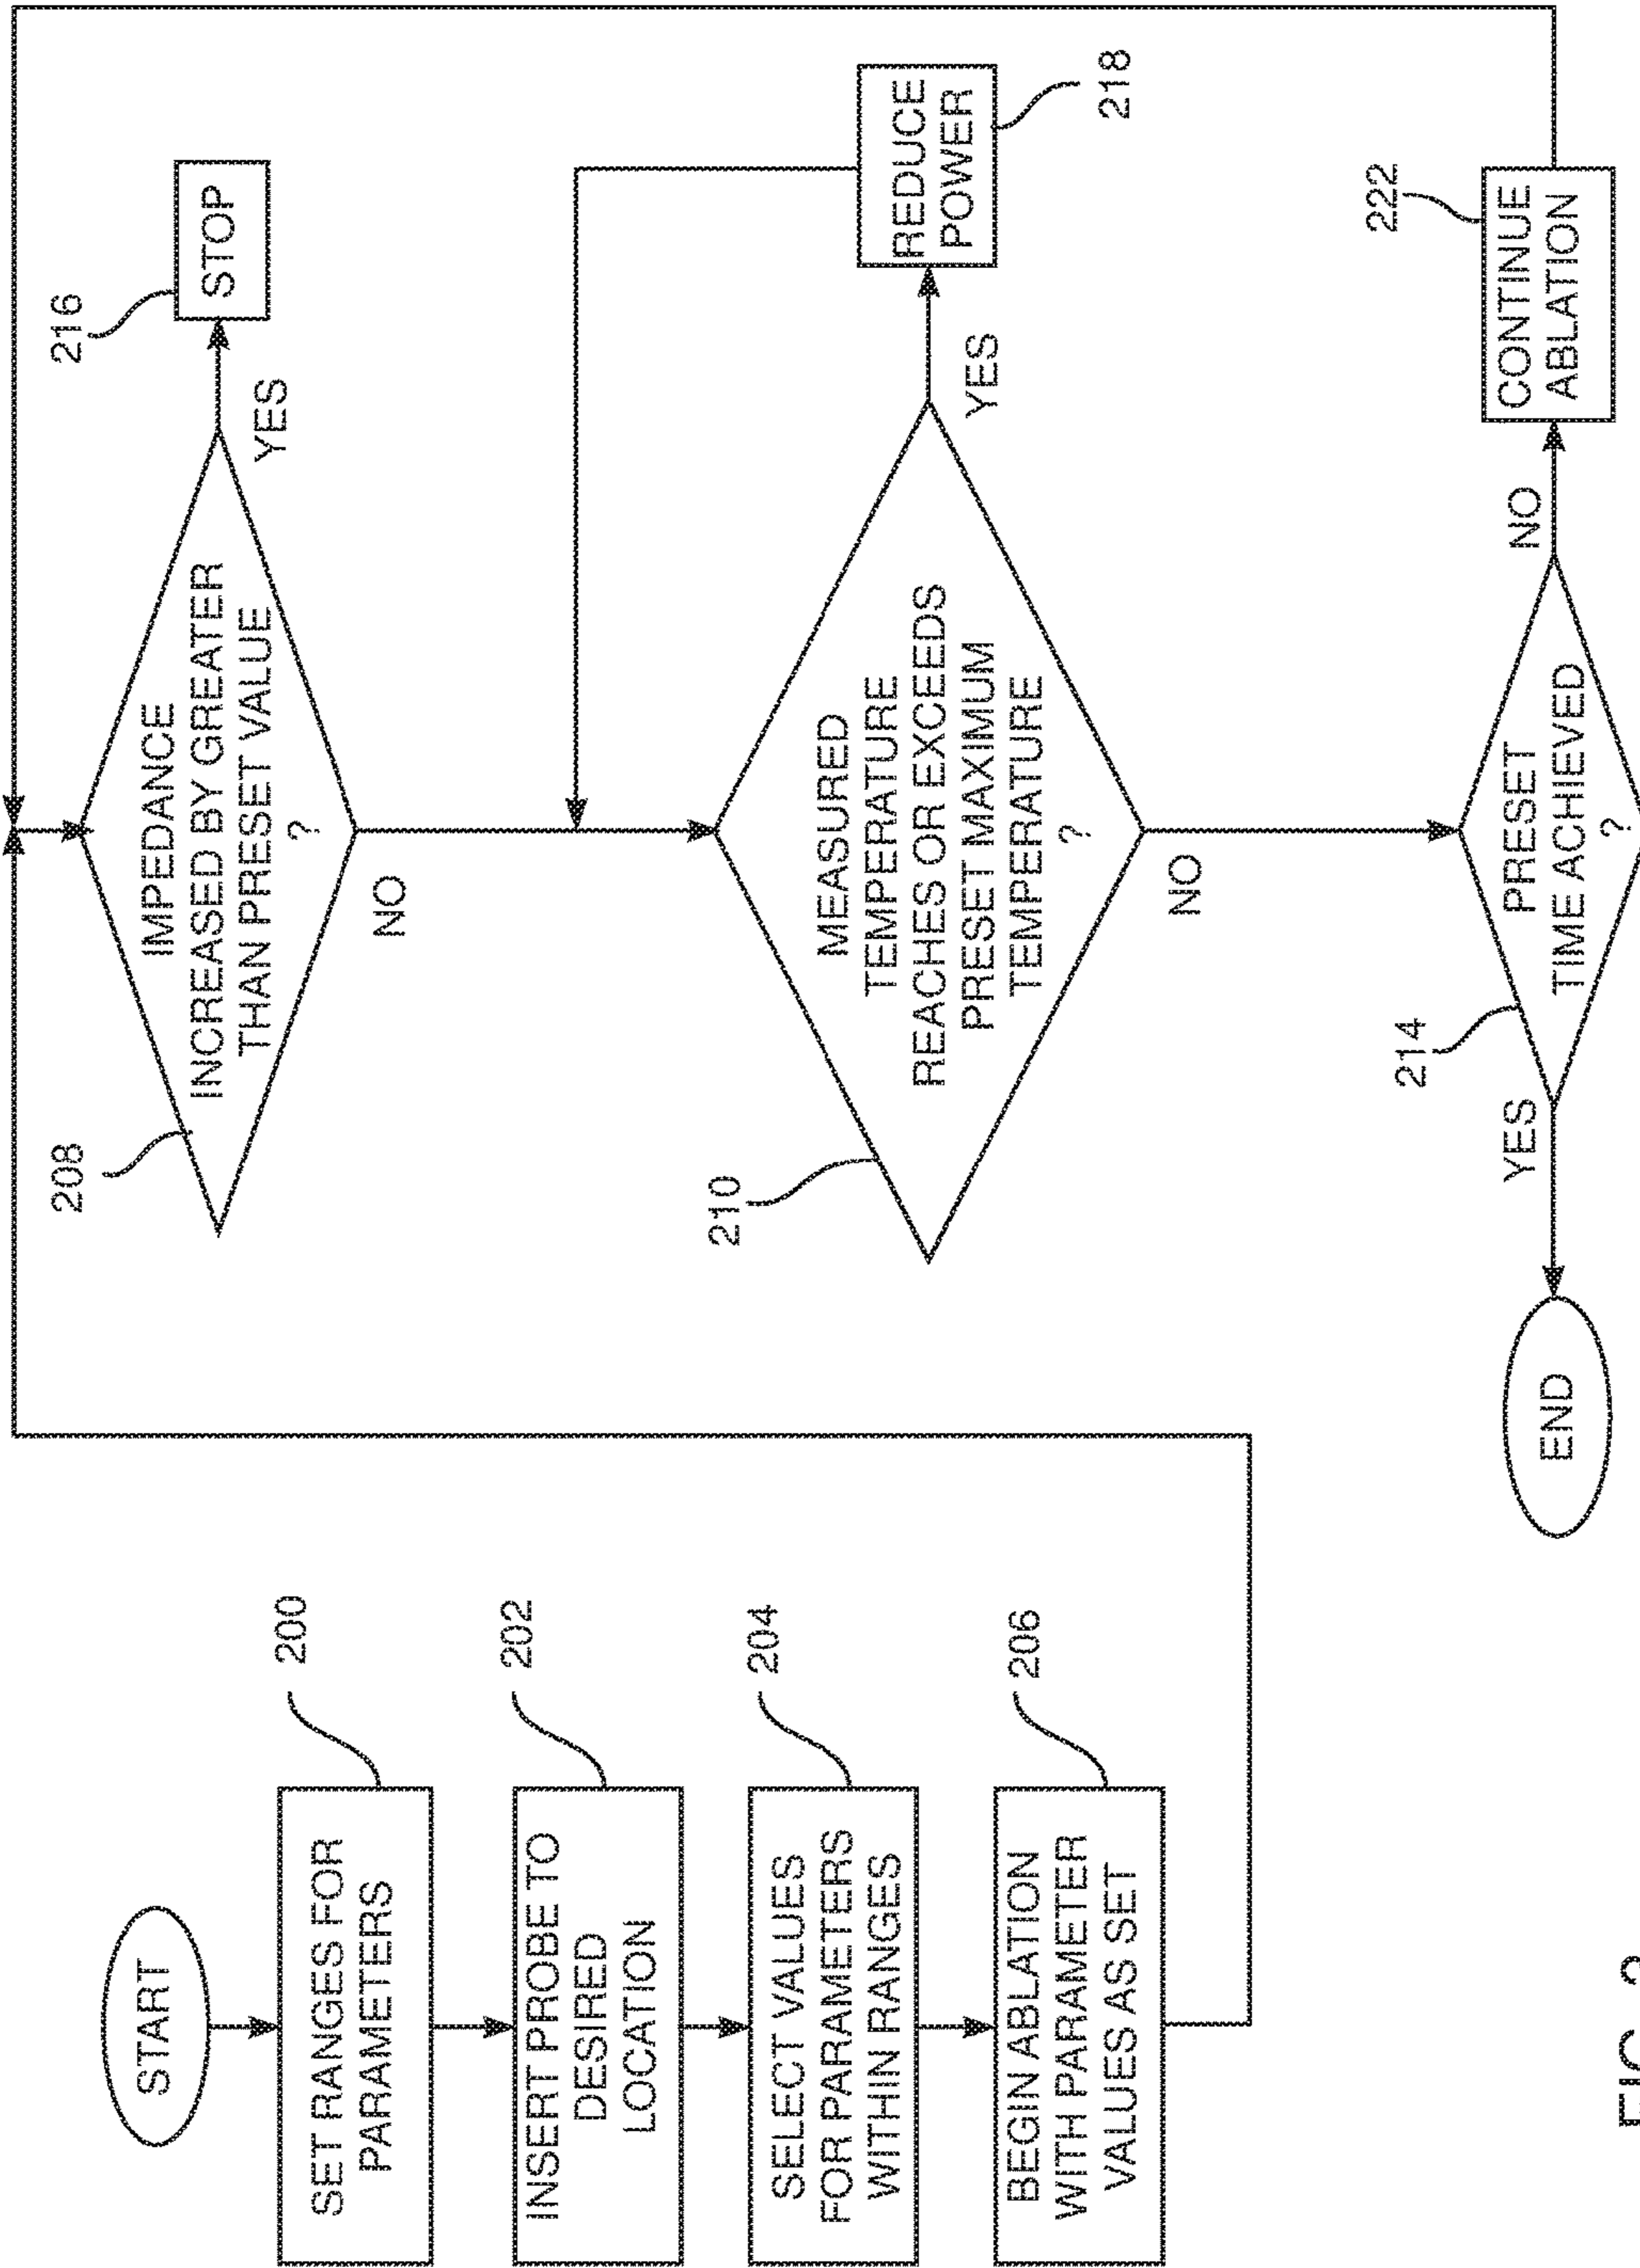 START
SET RANGES FOR
PARAMETERS
200
INSERT PROBE TO
DESIRED
LOCATION
202
SELECT VALUES
FOR PARAMETERS
WITHIN RANGES
204
BEGIN ABLATION
WITH PARAMETER
VALUES AS SET
206
208
IMPEDANCE
INCREASED BY GREATER
THAN PRESET VALUE
?
YES
216
STOP
NO
210
MEASURED
TEMPERATURE
REACHES OR EXCEEDS
PRESET MAXIMUM
TEMPERATURE
?
YES
REDUCE
POWER
218
NO
214
PRESET
TIME ACHIEVED
?
YES
END
NO
222
CONTINUE
ABLATION